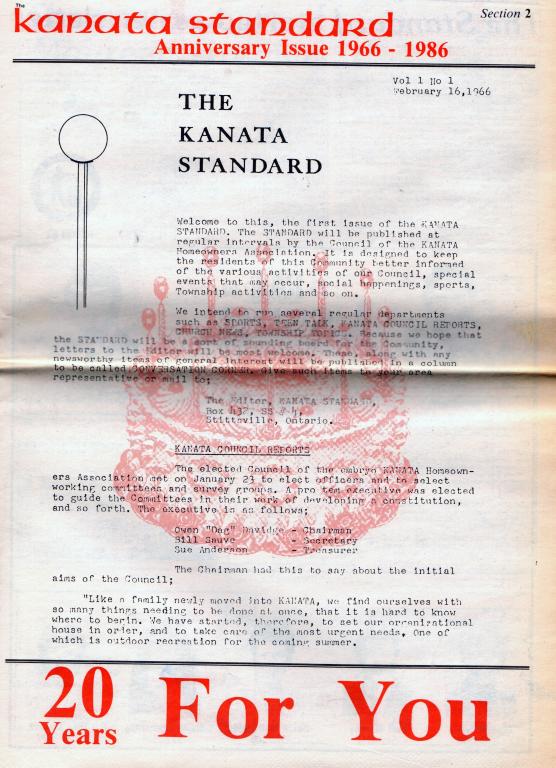 The
kanata standard
Section 2
Anniversary Issue 1966 - 1986
Vol 1 No 1
February 16,1966
THE
KANATA
STANDARD
Welcome to this, the first issue of the KANATA
STANDARD. The STANDARD will be published at
regular intervals by the Council of the KANATA
Homeowners Association. It is designed to keep
the residents of this Community better informed
of the various activities of our Council, special
events that may occur, social happenings, sports,
Township activities and so on.
We intend to run several regular departments
such as SPORTS, TEEN TALK, KANATA COUNCIL REPORTS,
CHURCH NEWS, TOWNSHIP TOPICS. Because we hope that
the STANDARD will be a sort of sounding board for the Community,
letters to the Editor will be most welcome. These, along with any
newsworthy items of general interest will be published in a column
to be called CONVERSATION CORNER. Give such items to your area
representative or mail to;
The Editor, KANATA STANDARD,
Box 432, SS #
Stittsville, Ontario.
KANATA COUNCIL REPORTS
The elected Council of the embryo KANATA Homeown-
ers Association met on January 23 to elect officers and to select
working committees and survey groups. A pro tem executive was elected
to guide the Committees in their work of developing a constitution,
and so forth. The executive is as follows;
Owen "Dag" Davidge - Chairman
Bill Sauve - Secretary
Sue Anderson - Treasurer
The Chairman had this to say about the initial
aims of the Council;
"Like a family newly moved into KANATA, we find ourselves with
so many things needing to be done at once, that it is hard to know
where to begin. We have started, therefore, to set our organizational
house in order, and to take care of the most urgent needs. One of
which is outdoor recreation for the coming summer.
20
Years
For You